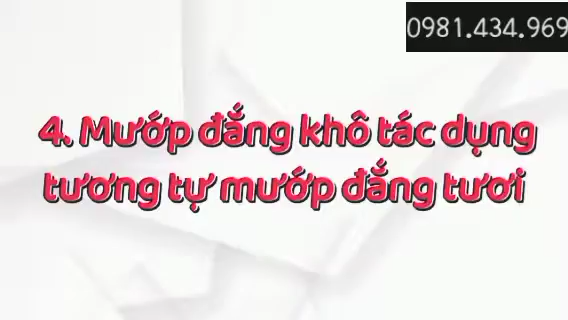 0981.434.969
4. Mướp đắng khô tác dụng
tương tự mướp đắng tươi